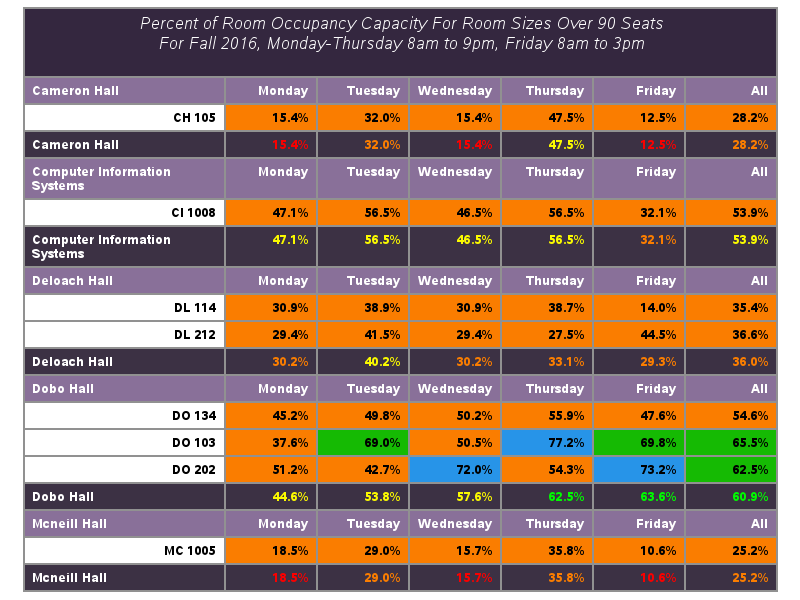 Percent of Room Occupancy Capacity For Room Sizes Over 90 Seats
For Fall 2016, Monday-Thursday 8am to 9pm, Friday 8am to 3pm
Cameron Hall Monday Tuesday Wednesday Thursday Friday All
CH 105 15.4% 32.0% 15.4% 47.5% 12.5% 28.2%
Cameron Hall 15.4% 32.0% 15.4% 47.5% 12.5% 28.2%
Computer Information Monday Tuesday Wednesday Thursday Friday All
Systems
CI 1008 47.1% 56.5% 46.5% 56.5% 32.1% 53.9%
Computer Information 47.1% 56.5% 46.5% 56.5% 32.1% 53.9%
Systems
Deloach Hall Monday Tuesday Wednesday Thursday Friday All
DL 114 30.9% 38.9% 30.9% 38.7% 14.0% 35.4%
DL 212 29.4% 41.5% 29.4% 27.5% 44.5% 36.6%
Deloach Hall 30.2% 40.2% 30.2% 33.1% 29.3% 36.0%
Dobo Hall Monday Tuesday Wednesday Thursday Friday All
DO 134 45.2% 49.8% 50.2% 55.9% 47.6% 54.6%
DO 103 37.6% 69.0% 50.5% 77.2% 69.8% 65.5%
DO 202 51.2% 42.7% 72.0% 54.3% 73.2% 62.5%
Dobo Hall 44.6% 53.8% 57.6% 62.5% 63.6% 60.9%
Mcneill Hall Monday Tuesday Wednesday Thursday Friday All
MC 1005 18.5% 29.0% 15.7% 35.8% 10.6% 25.2%
Mcneill Hall 18.5% 29.0% 15.7% 35.8% 10.6% 25.2%